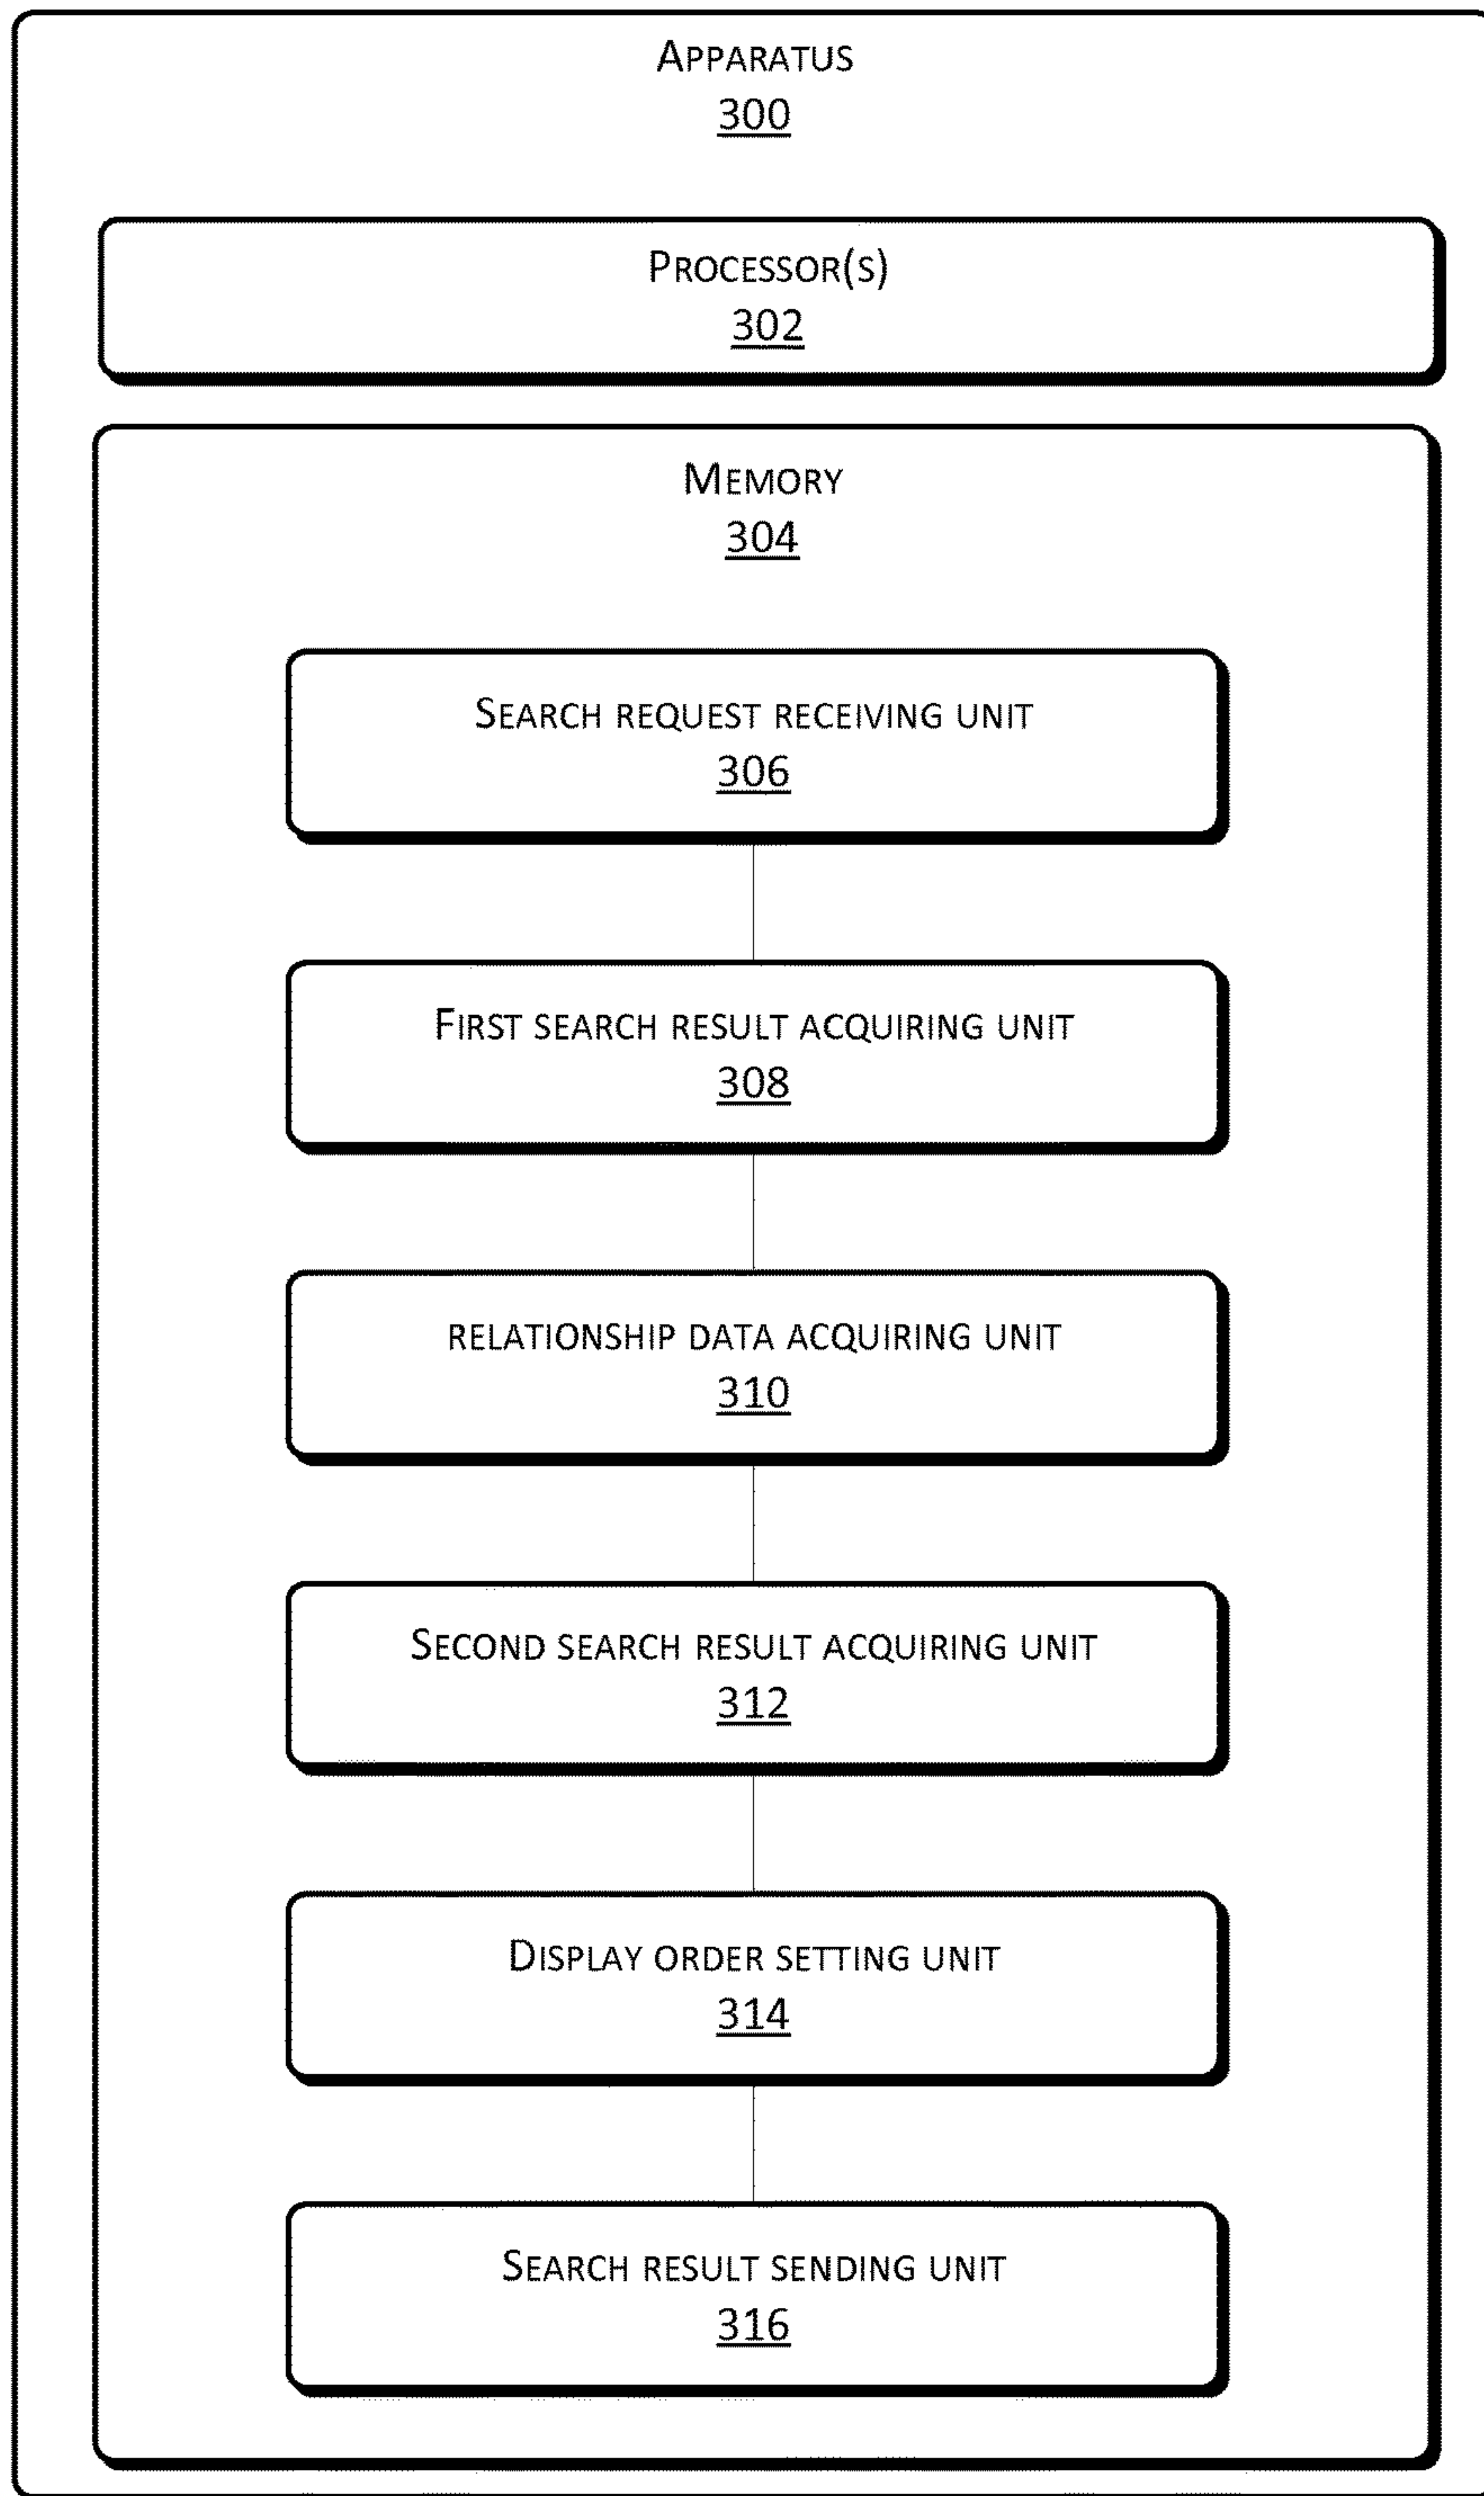 APPARATUS
300
PROCESSOR(S)
302
MEMORY
304
SEARCH REQUEST RECEIVING UNIT
306
FIRST SEARCH RESULT ACQUIRING UNIT
308
RELATIONSHIP DATA ACQUIRING UNIT
310
SECOND SEARCH RESULT ACQUIRING UNIT
312
DISPLAY ORDER SETTING UNIT
314
SEARCH RESULT SENDING UNIT
316